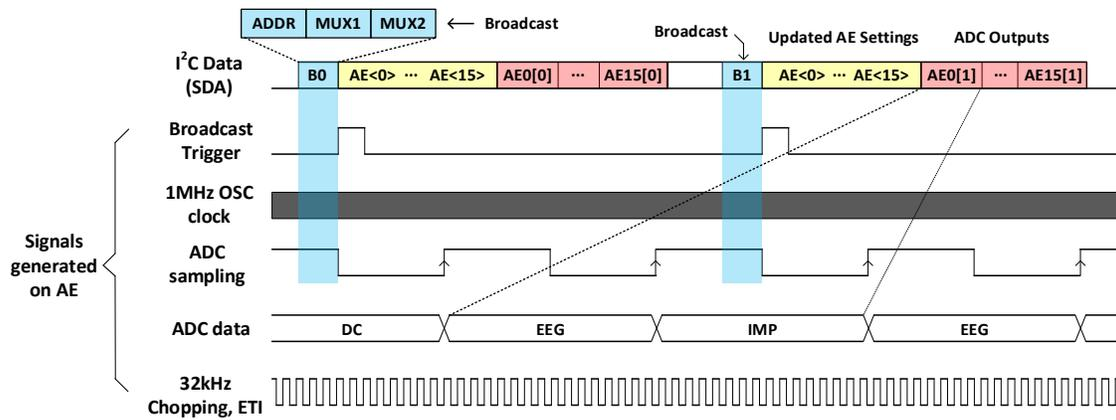 ADDR MUX1 MUX2 Broadcast
Broadcast Updated AE Settings ADC Outputs
I²C Data
(SDA)
B0 AE<0> ··· AE<15> AE0[0] ··· AE15[0] B1 AE<0> ··· AE<15> AE0[1] ··· AE15[1]
Broadcast
Trigger
1MHz OSC
clock
Signals
generated
on AE
ADC
sampling
ADC data DC EEG IMP EEG
32kHz
Chopping, ETI